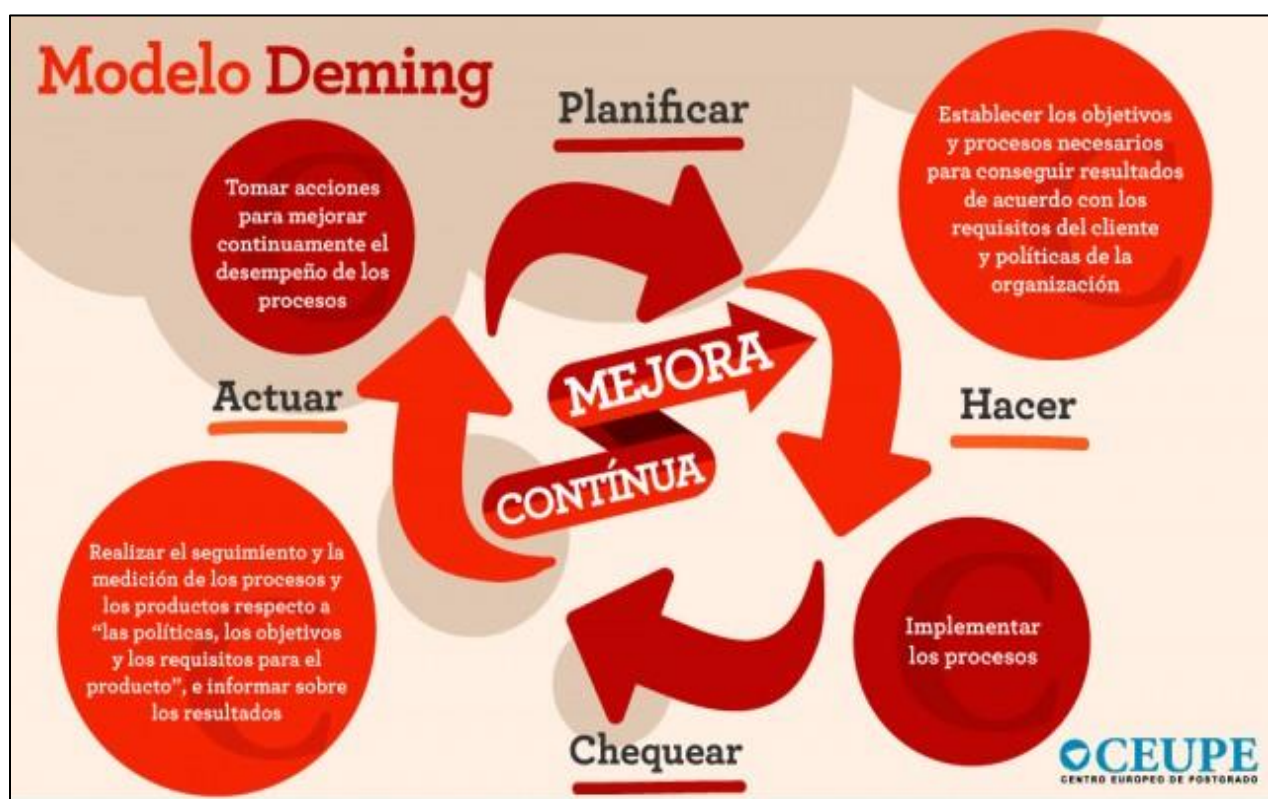 Modelo Deming
Planificar
Establecer los objetivos
y procesos necesarios
para conseguir resultados
de acuerdo con los
requisitos del cliente
y políticas de la
organización
Tomar acciones
para mejorar
continuamente el
desempeño de los
procesos
MEJORA
CONTÍNUA
Actuar
Hacer
Realizar el seguimiento y la
medición de los procesos y
los productos respecto a
“las políticas, los objetivos
y los requisitos para el
producto”, e informar sobre
los resultados
Implementar
los procesos
Chequear
CEUPE
CENTRO EUROPEO DE POSTGRADO